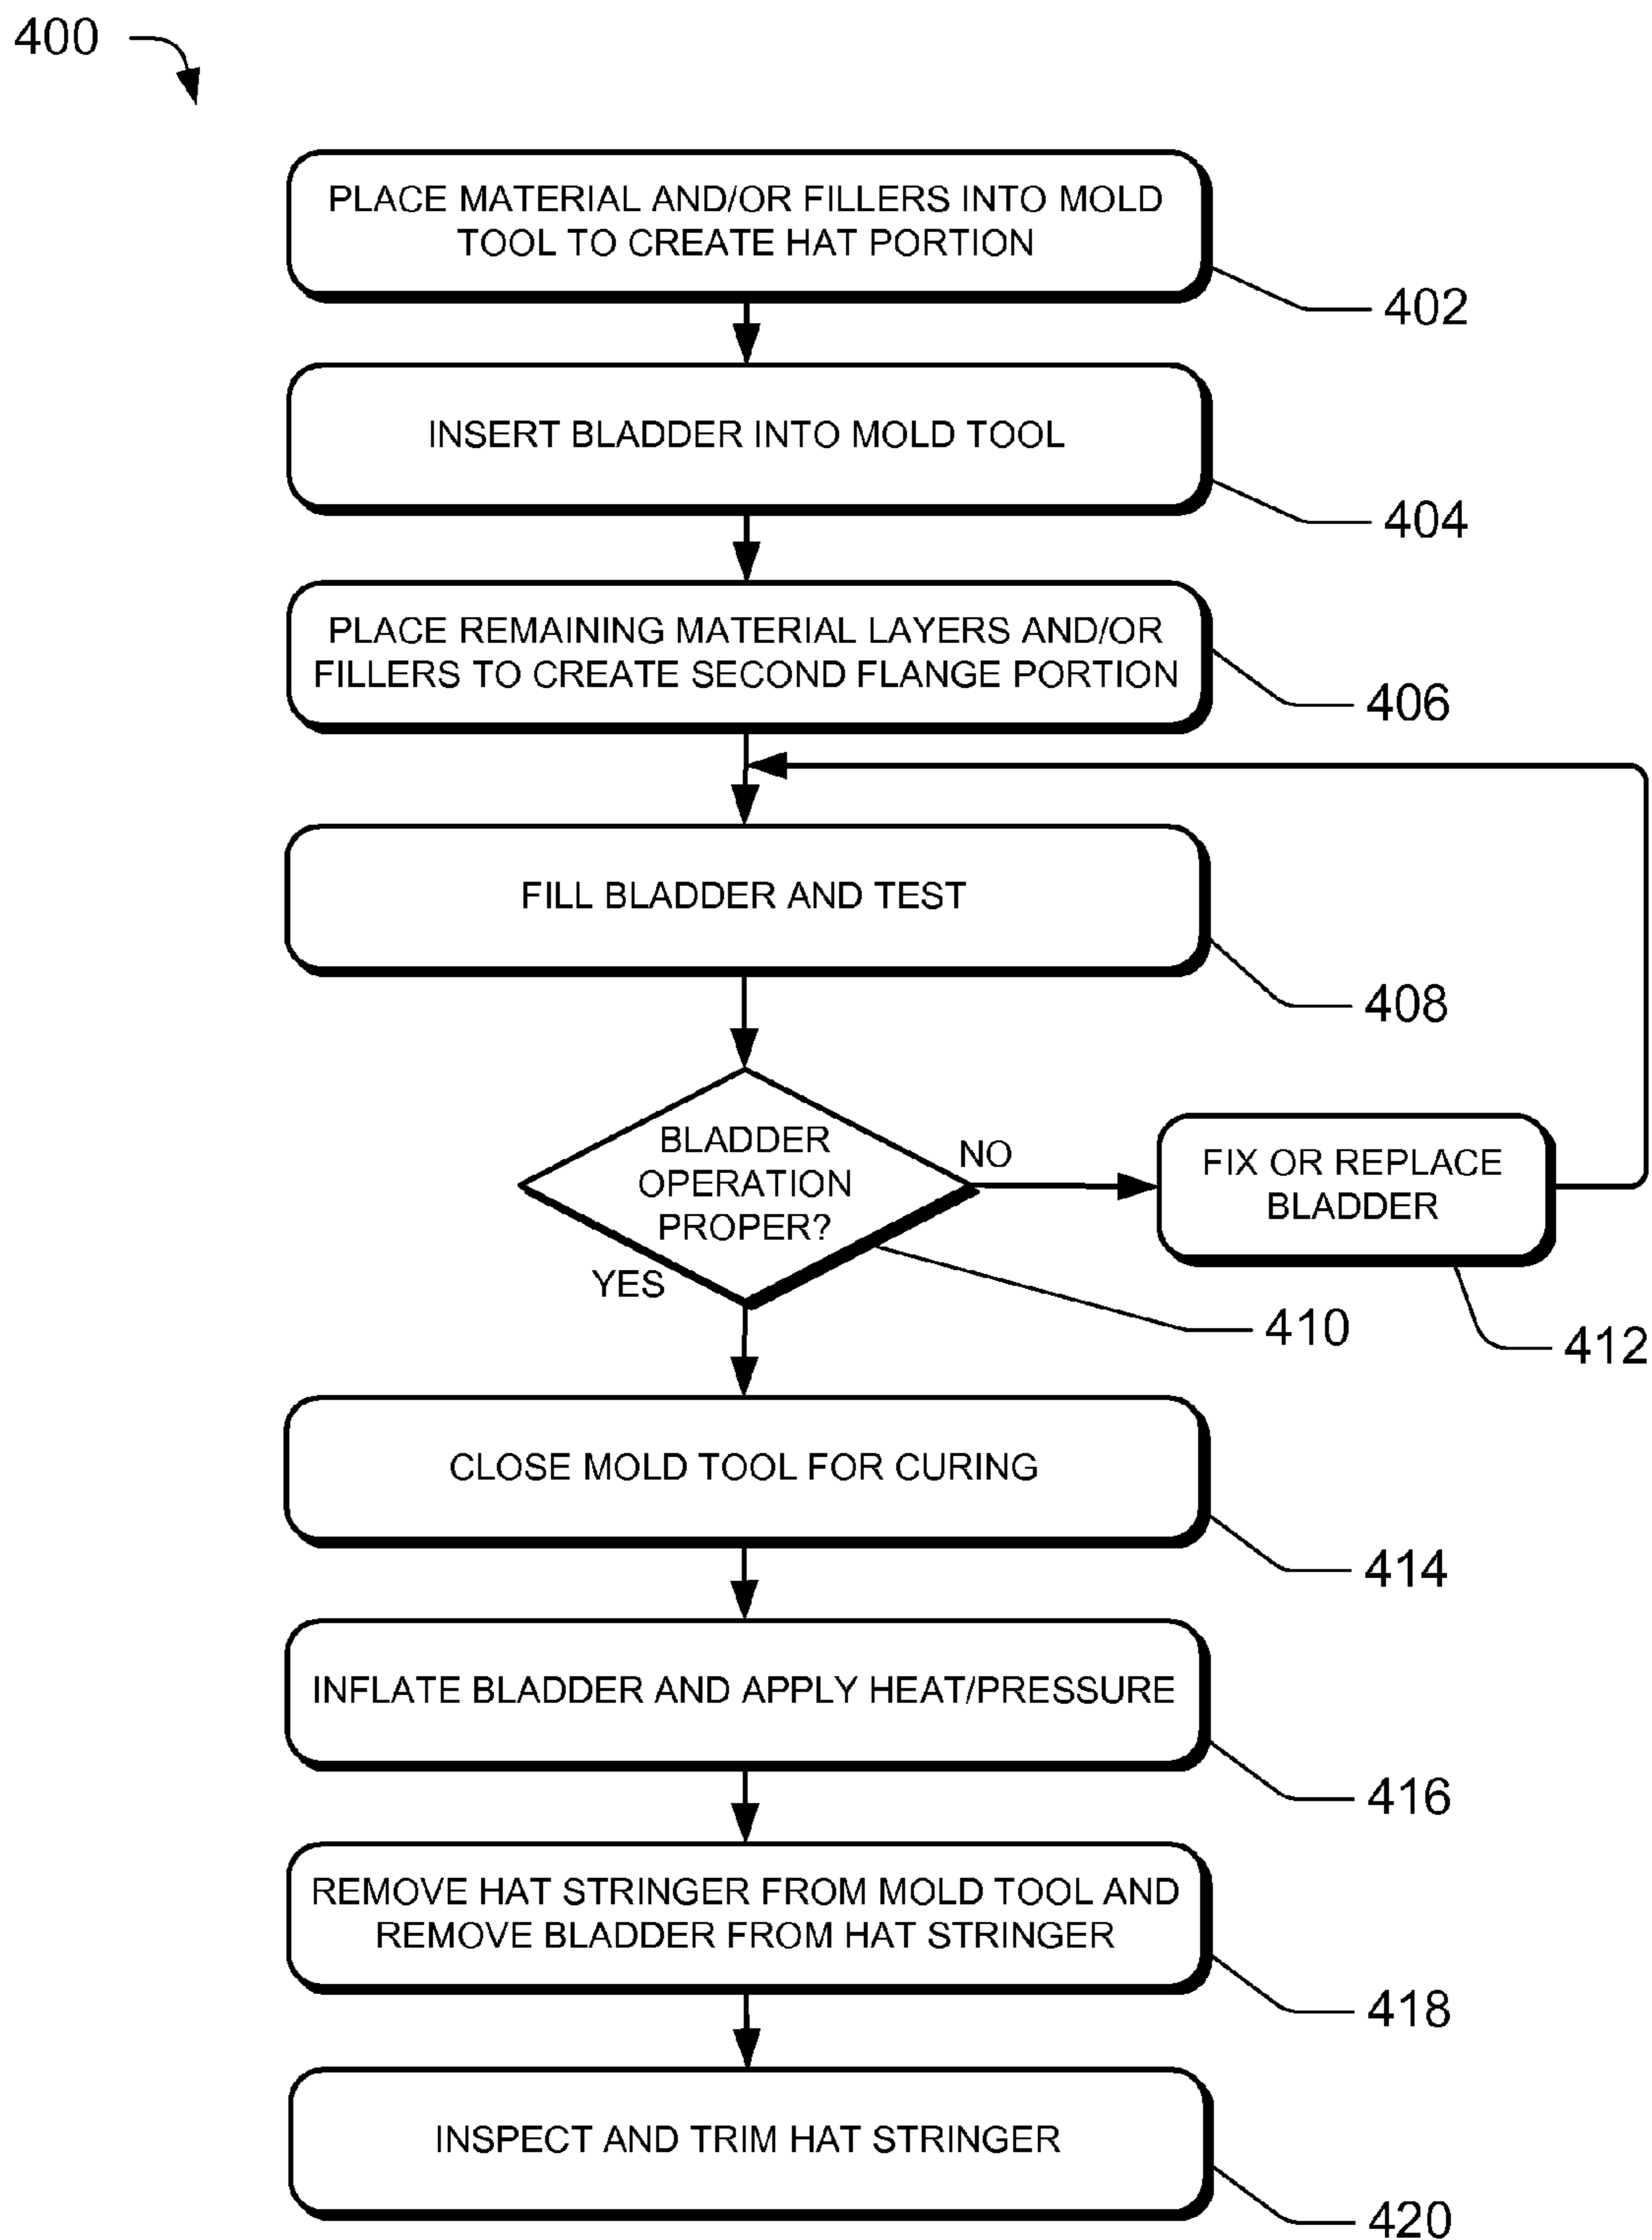 400
PLACE MATERIAL AND/OR FILLERS INTO MOLD
TOOL TO CREATE HAT PORTION
402
INSERT BLADDER INTO MOLD TOOL
404
PLACE REMAINING MATERIAL LAYERS AND/OR
FILLERS TO CREATE SECOND FLANGE PORTION
406
FILL BLADDER AND TEST
408
BLADDER
OPERATION
PROPER?
NO
YES
410
FIX OR REPLACE
BLADDER
412
CLOSE MOLD TOOL FOR CURING
414
INFLATE BLADDER AND APPLY HEAT/PRESSURE
416
REMOVE HAT STRINGER FROM MOLD TOOL AND
REMOVE BLADDER FROM HAT STRINGER
418
INSPECT AND TRIM HAT STRINGER
420